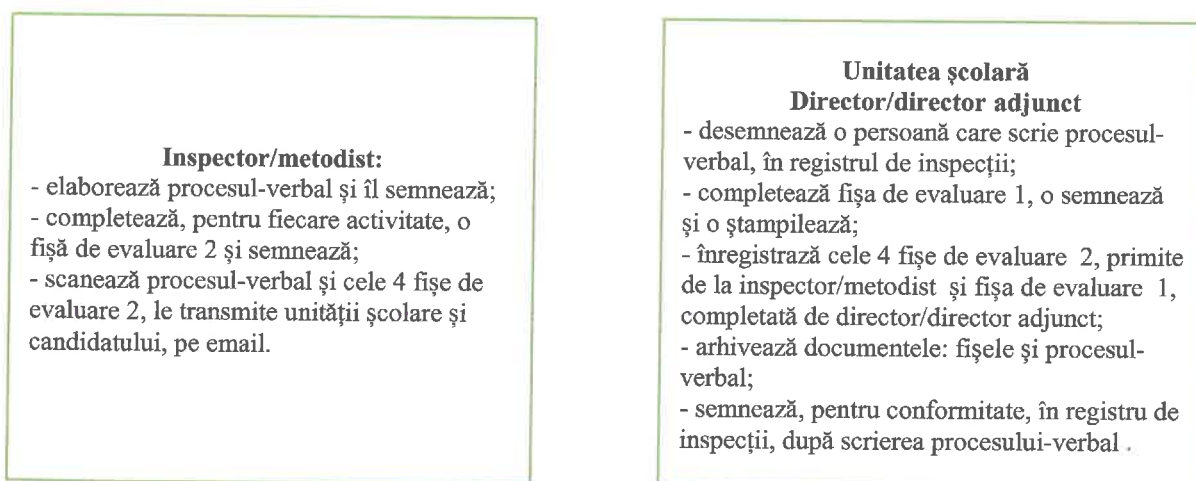 Inspector/metodist:
- elaborează procesul-verbal și îl semnează;
- completează, pentru fiecare activitate, o
fișă de evaluare 2 și semnează;
- scanează procesul-verbal și cele 4 fișe de
evaluare 2, le transmite unității școlare și
candidatului, pe email.
Unitatea școlară
Director/director adjunct
- desemnează o persoană care scrie procesul-
verbal, în registrul de inspecții;
- completează fișa de evaluare 1, o semnează
și o ștampilează;
- înregistrază cele 4 fișe de evaluare 2, primite
de la inspector/metodist și fișa de evaluare 1,
completată de director/director adjunct;
- arhivează documentele: fișele și procesul-
verbal;
- semnează, pentru conformitate, în registru de
inspecții, după scrierea procesului-verbal .